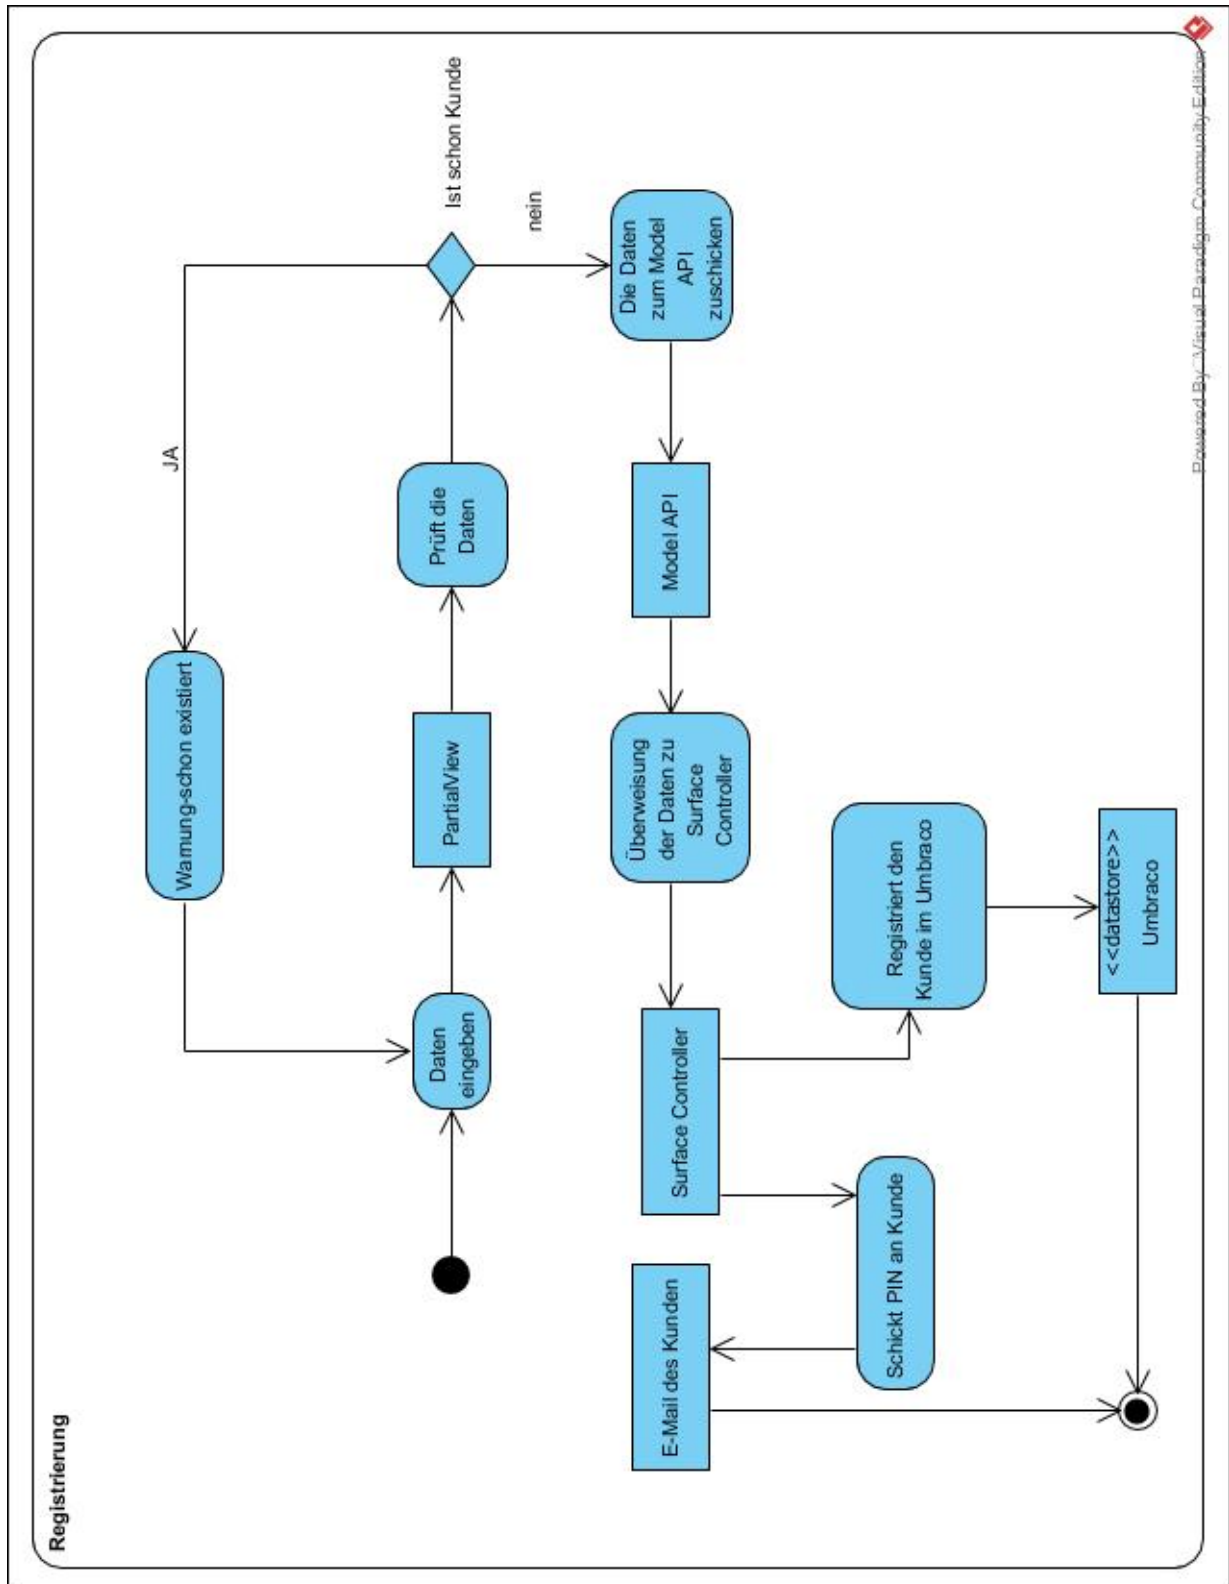 Registrierung
Warnung-schon existiert
JA
Daten
eingeben
PartialView
Prüft die
Daten
Ist schon Kunde
nein
E-Mail des Kunden
Surface Controller
Überweisung
der Daten zu
Surface
Controller
Model API
Die Daten
zum Model
API
zuschicken
Schickt PIN an Kunde
Registriert den
Kunde im Umbraco
<<datastore>>
Umbraco
Powered By Visual Paradigm Community Edition